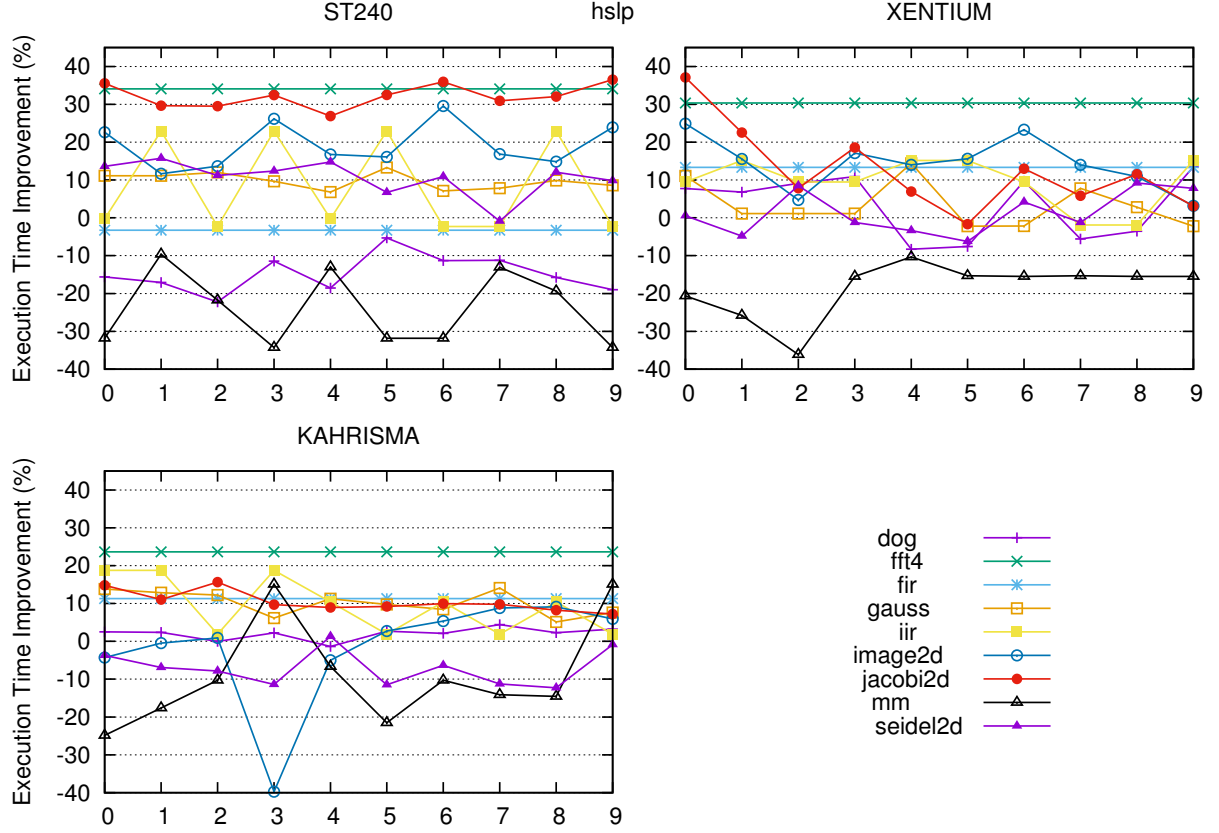 ST240 hslp XENTIUM
Execution Time Improvement (%)
40
30
20
10
0
-10
-20
-30
-40
0 1 2 3 4 5 6 7 8 9
40
30
20
10
0
-10
-20
-30
-40
0 1 2 3 4 5 6 7 8 9
KAHRISMA
Execution Time Improvement (%)
40
30
20
10
0
-10
-20
-30
-40
0 1 2 3 4 5 6 7 8 9
dog
fft4
fir
gauss
iir
image2d
jacobi2d
mm
seidel2d